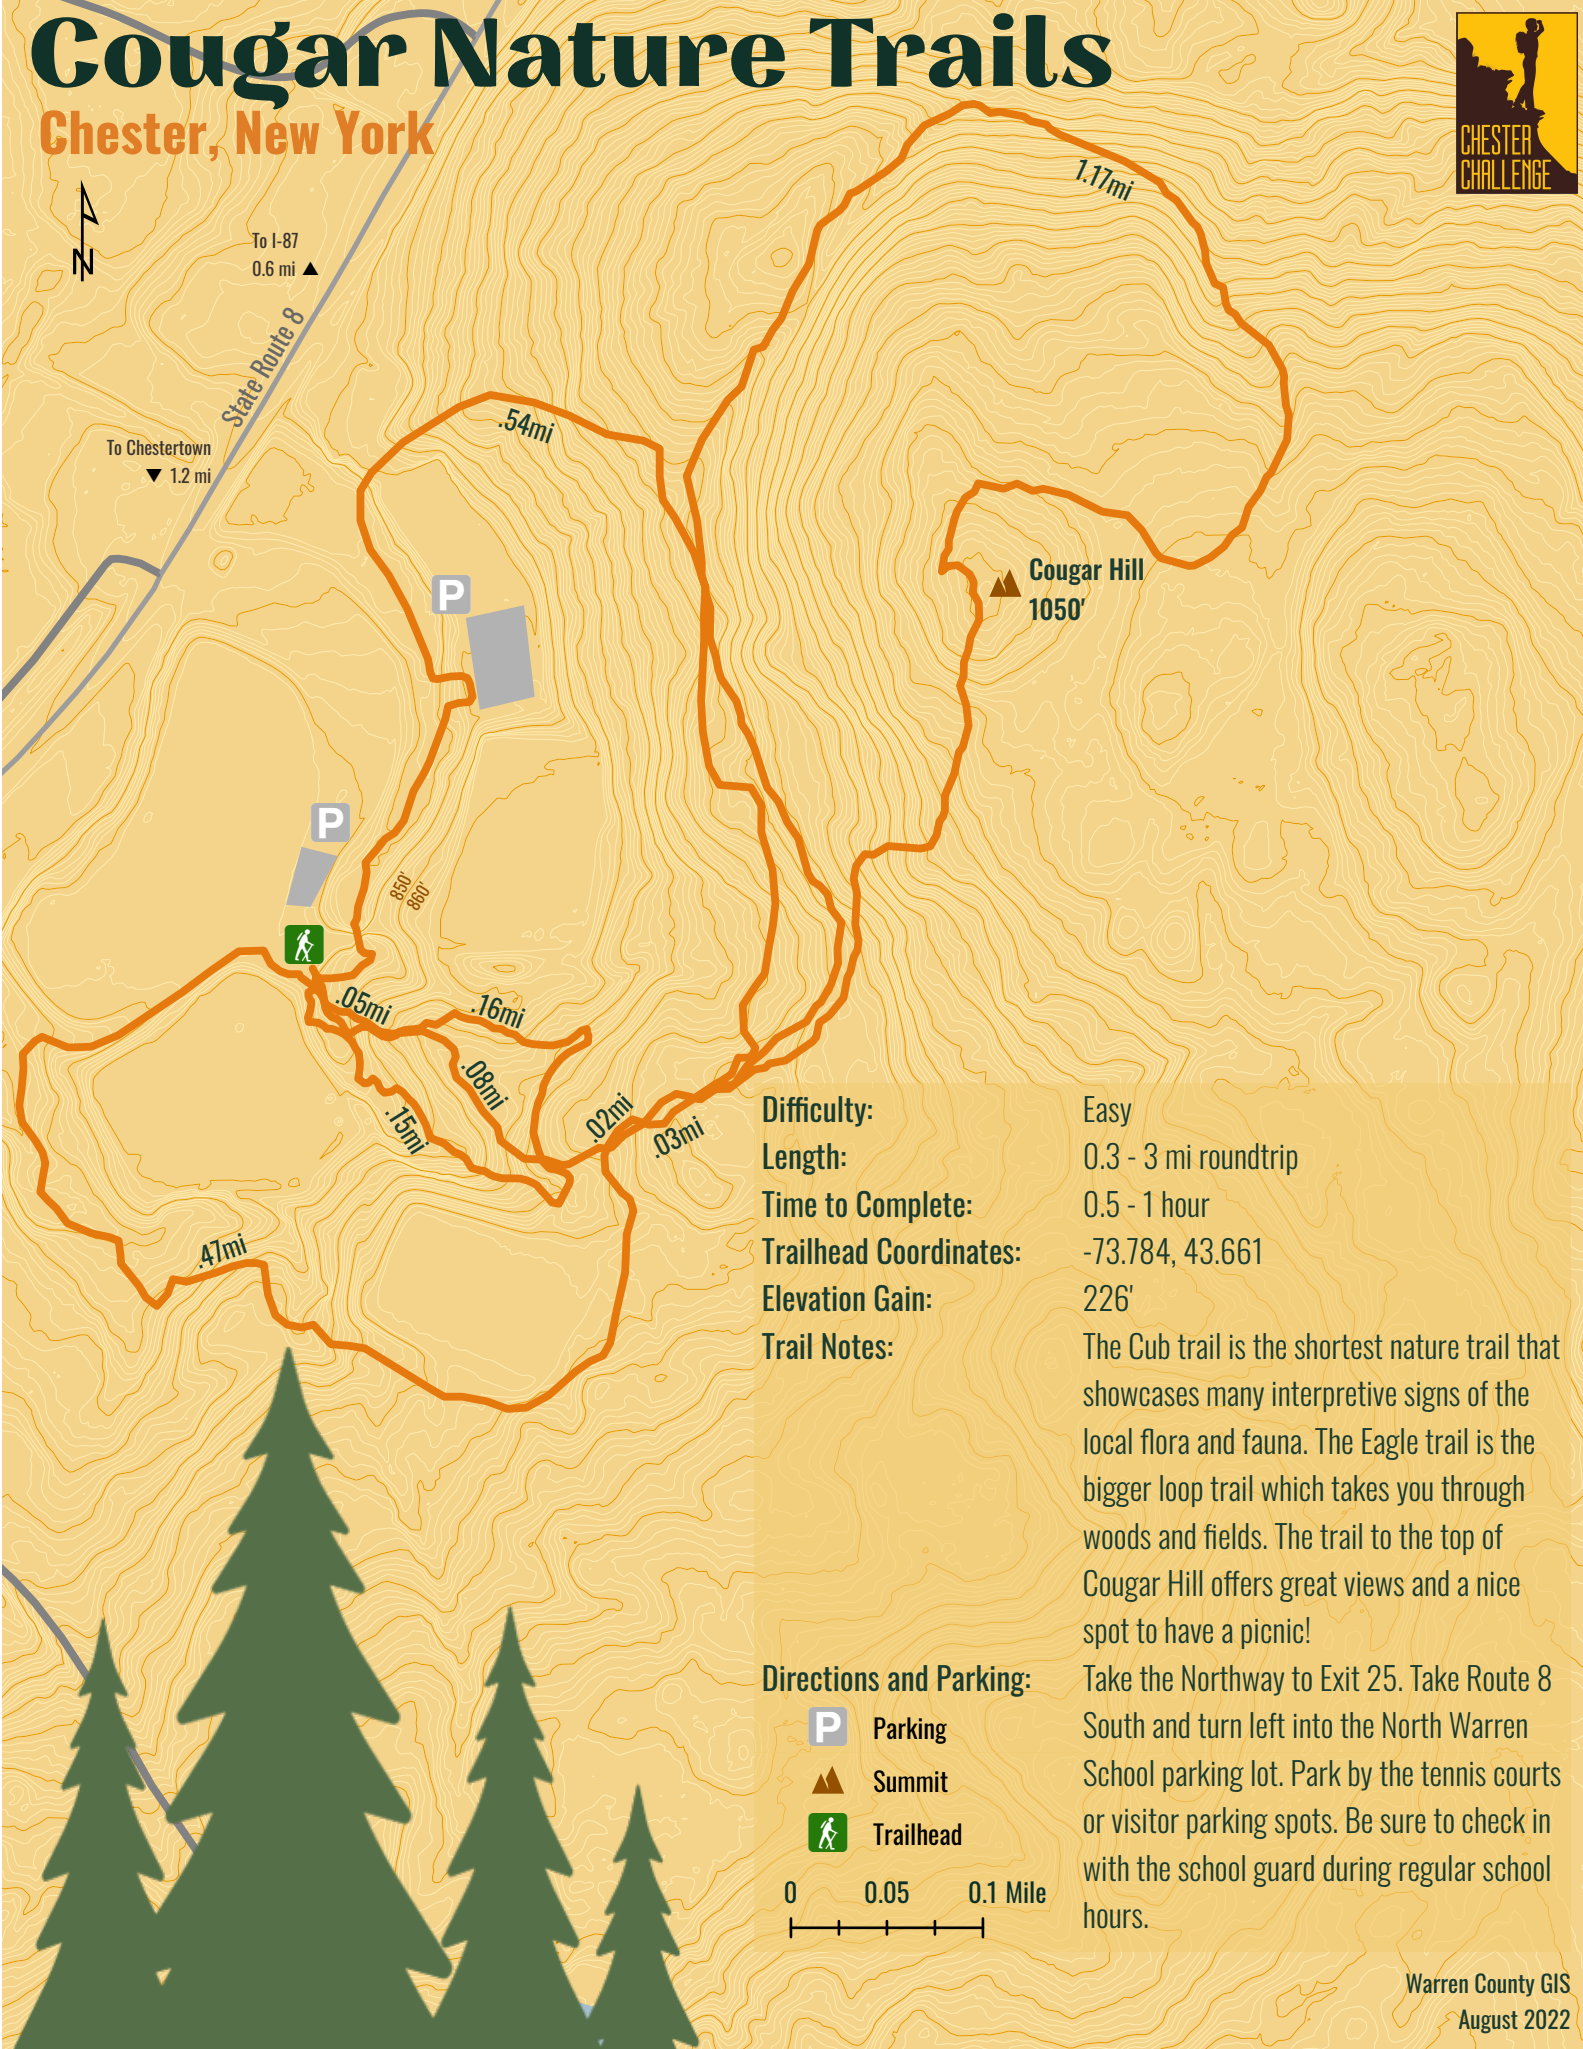 Cougar Nature Trails
Chester, New York
CHESTER
CHALLENGE
N
To I-87
0.6 mi
State Route 8
To Chestertown
1.2 mi
1.17mi
.54mi
P
Cougar Hill
1050'
P
850'
860'
.05mi
.16mi
.08mi
.15mi
.02mi
.03mi
.47mi
Difficulty: Easy
Length: 0.3 - 3 mi roundtrip
Time to Complete: 0.5 - 1 hour
Trailhead Coordinates: -73.784, 43.661
Elevation Gain: 226'
Trail Notes: The Cub trail is the shortest nature trail that
showcases many interpretive signs of the
local flora and fauna. The Eagle trail is the
bigger loop trail which takes you through
woods and fields. The trail to the top of
Cougar Hill offers great views and a nice
spot to have a picnic!
Directions and Parking: Take the Northway to Exit 25. Take Route 8
South and turn left into the North Warren
School parking lot. Park by the tennis courts
or visitor parking spots. Be sure to check in
with the school guard during regular school
hours.
P Parking
Summit
Trailhead
0 0.05 0.1 Mile
Warren County GIS
August 2022